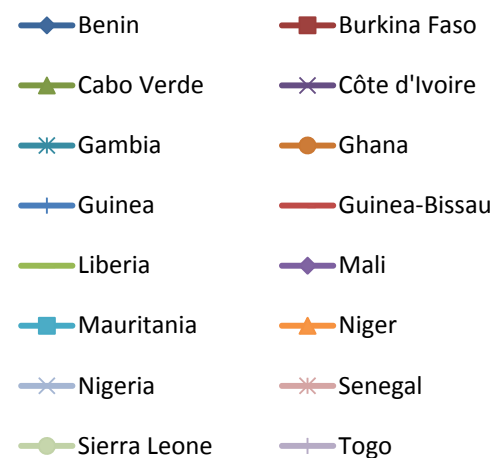 Benin Burkina Faso
Cabo Verde Côte d'Ivoire
Gambia Ghana
Guinea Guinea-Bissau
Liberia Mali
Mauritania Niger
Nigeria Senegal
Sierra Leone Togo